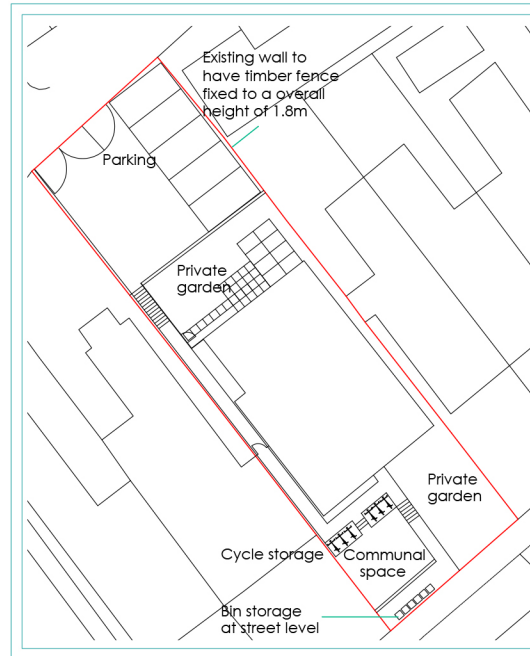 Existing wall to
have timber fence
fixed to a overall
height of 1.8m
Parking
Private
garden
Private
garden
Cycle storage
Communal
space
Bin storage
at street level